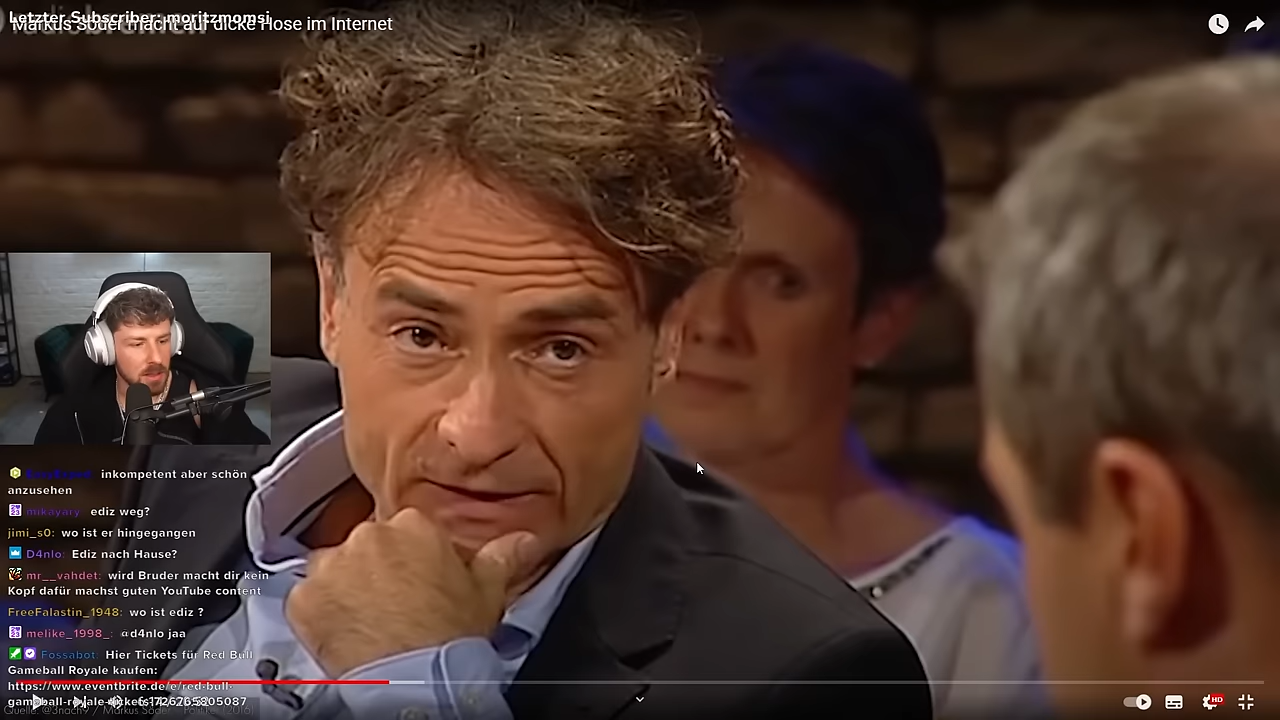 Letzter Subscriber: moritzmomsi
Markus Söder macht auf dicke Hose im Internet
inkompetent aber schön
anzusehen
mikayary ediz weg?
jimi_s0: wo ist er hingegangen
D4nlo: Ediz nach Hause?
mr__vahdet: wird Bruder macht dir kein
Kopf dafür machst guten YouTube content
FreeFalastin_1948: wo ist ediz ?
melike_1998_: @d4nlo jaa
Fossabot: Hier Tickets für Red Bull
Gameball Royale kaufen:
https://www.eventbrite.de/e/red-bull-
HD